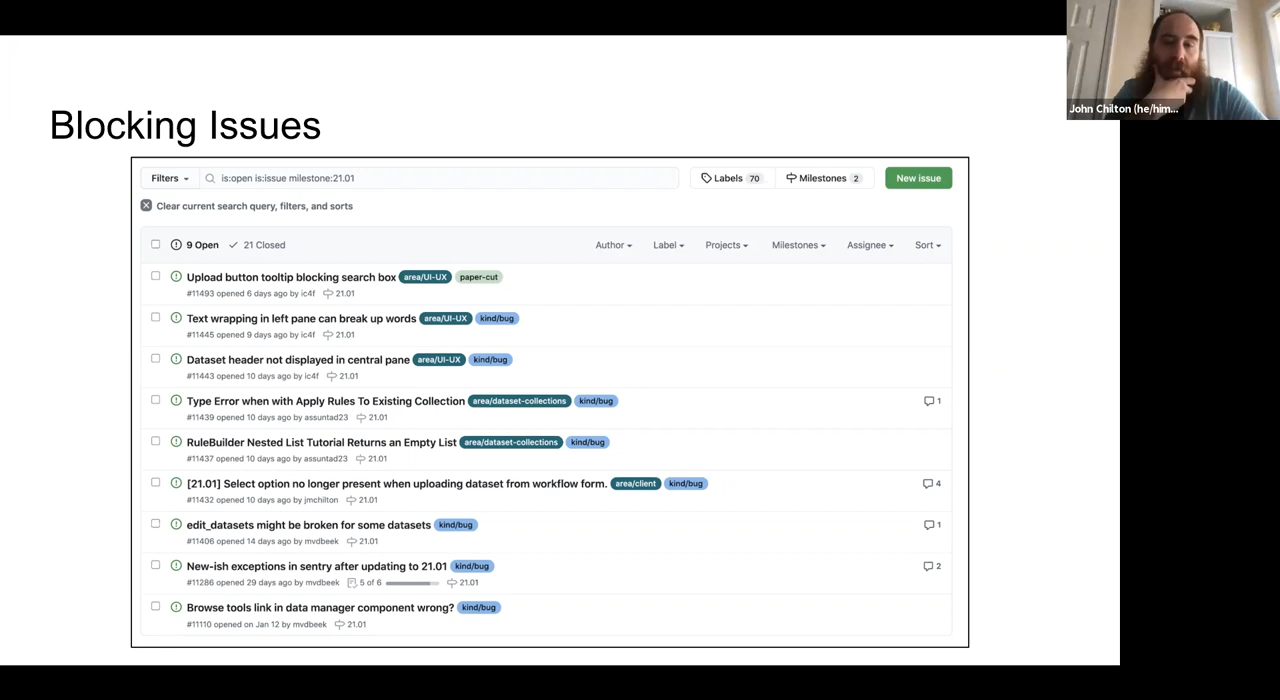 John Chilton (he/him...
Blocking Issues
Filters is:open is:issue milestone:21.01 Labels 70 Milestones 2 New issue
Clear current search query, filters, and sorts
9 Open 21 Closed Author Label Projects Milestones Assignee Sort
Upload button tooltip blocking search box area/UI-UX paper-cut
#11493 opened 6 days ago by ic4f 21.01
Text wrapping in left pane can break up words area/UI-UX kind/bug
#11445 opened 9 days ago by ic4f 21.01
Dataset header not displayed in central pane area/UI-UX kind/bug
#11443 opened 10 days ago by ic4f 21.01
Type Error when with Apply Rules To Existing Collection area/dataset-collections kind/bug 1
#11439 opened 10 days ago by assuntad23 21.01
RuleBuilder Nested List Tutorial Returns an Empty List area/dataset-collections kind/bug
#11437 opened 10 days ago by assuntad23 21.01
[21.01] Select option no longer present when uploading dataset from workflow form. area/client kind/bug 4
#11432 opened 10 days ago by jmchilton 21.01
edit_datasets might be broken for some datasets kind/bug 1
#11406 opened 14 days ago by mvdbeek 21.01
New-ish exceptions in sentry after updating to 21.01 kind/bug 2
#11286 opened 29 days ago by mvdbeek 5 of 6 21.01
Browse tools link in data manager component wrong? kind/bug
#11110 opened on Jan 12 by mvdbeek 21.01